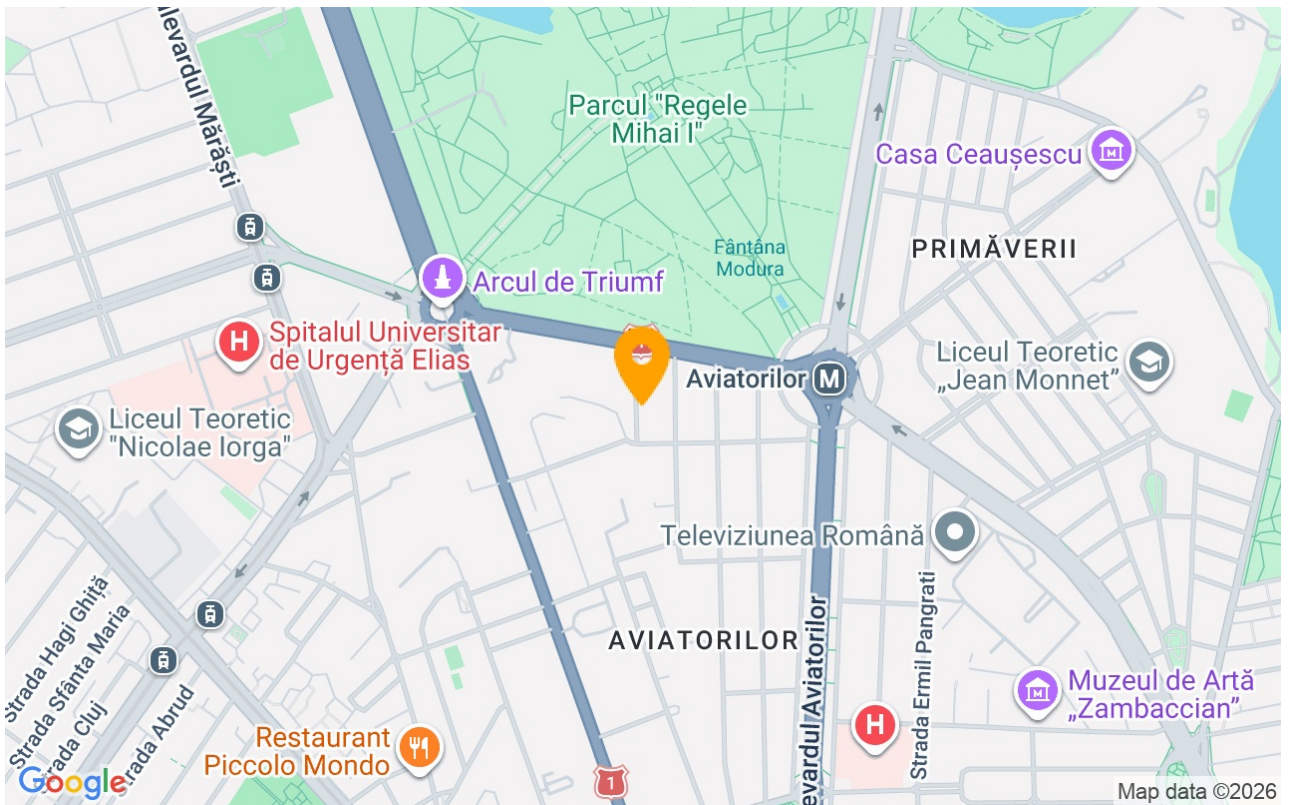 ulevardul Mărăști
Parcul "Regele
Mihai I"
Casa Ceaușescu
PRIMĂVERII
Fântâna
Modura
Arcul de Triumf
Spitalul Universitar
de Urgență Elias
Liceul Teoretic
„Jean Monnet”
Aviatorilor
M
H
Liceul Teoretic
"Nicolae Iorga"
Televiziunea Română
Strada Hagi Ghiță
Strada Sfânta Maria
Strada Cluj
Strada Abrud
AVIATORILOR
levardul Aviatorilor
Strada Ermil Pangrati
H
Muzeul de Artă
„Zambaccian”
Restaurant
Piccolo Mondo
1
Google
Map data ©2026